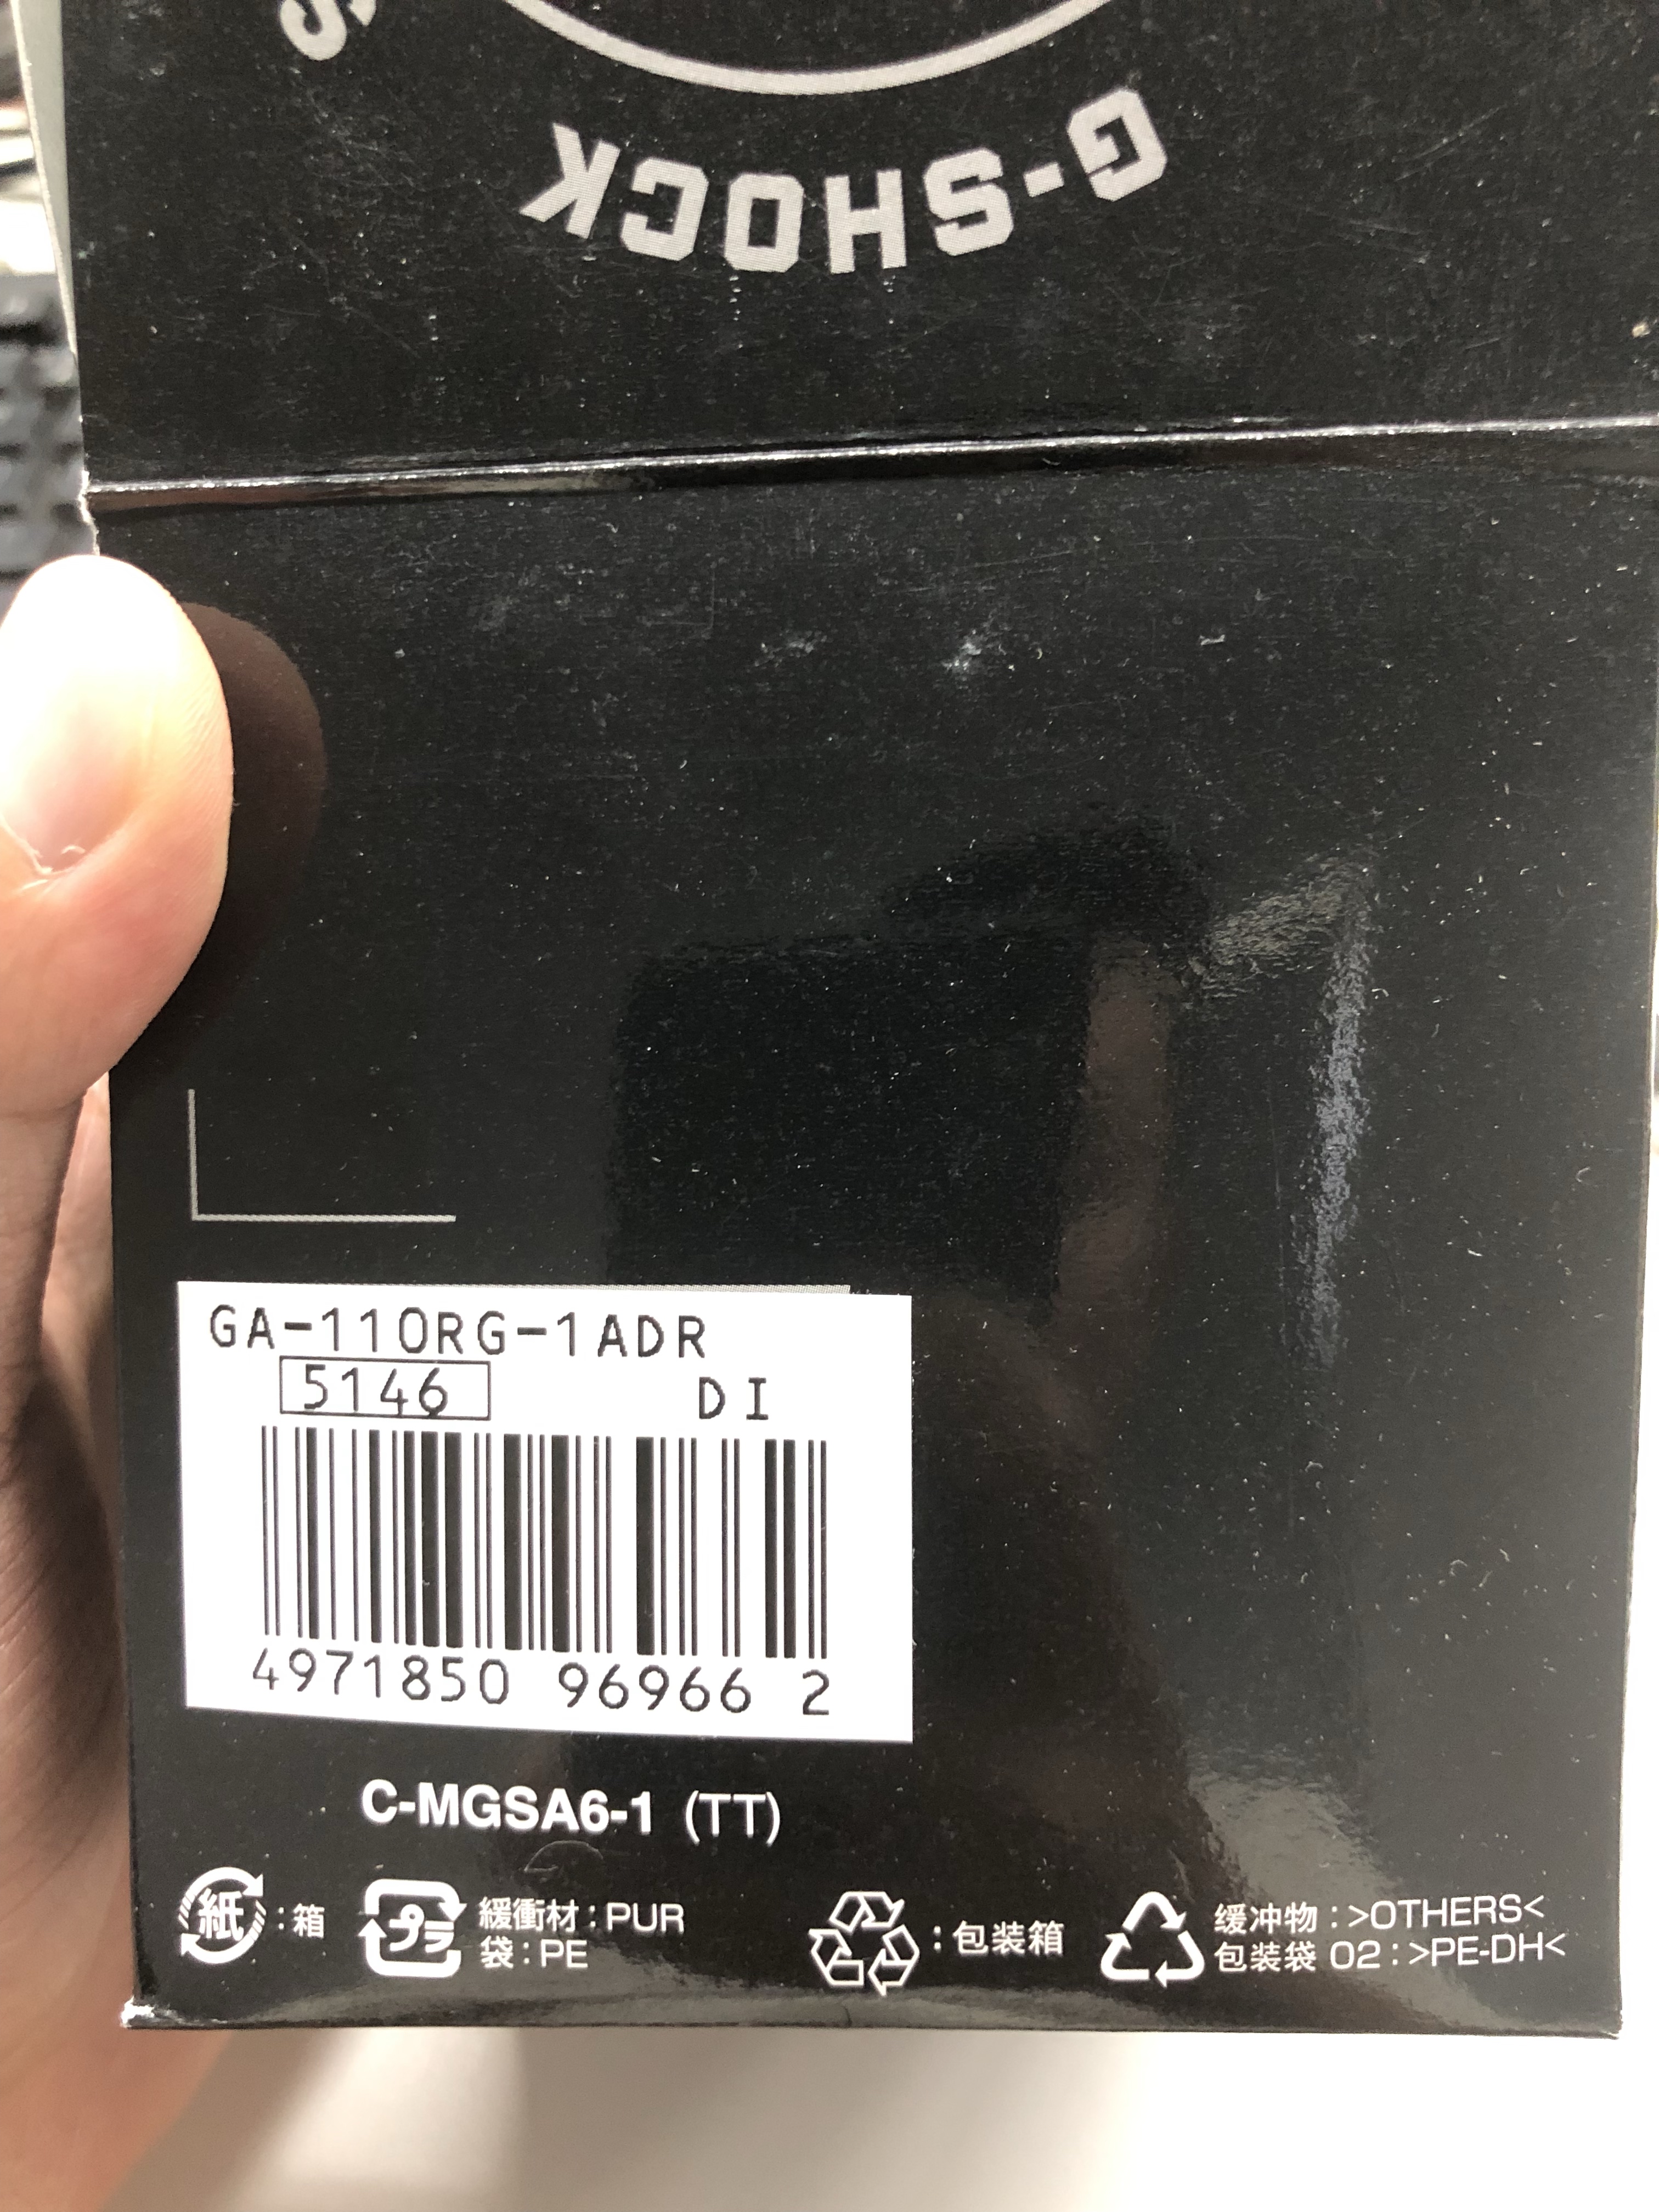 S
G-SHOCK
GA-110RG-1ADR
5146 DI
4971850 96966 2
C-MGSA6-1 (TT)
紙 : 箱
プラ 緩衝材 : PUR
袋 : PE
: 包装箱
缓冲物 : >OTHERS<
包装袋 02 : >PE-DH<